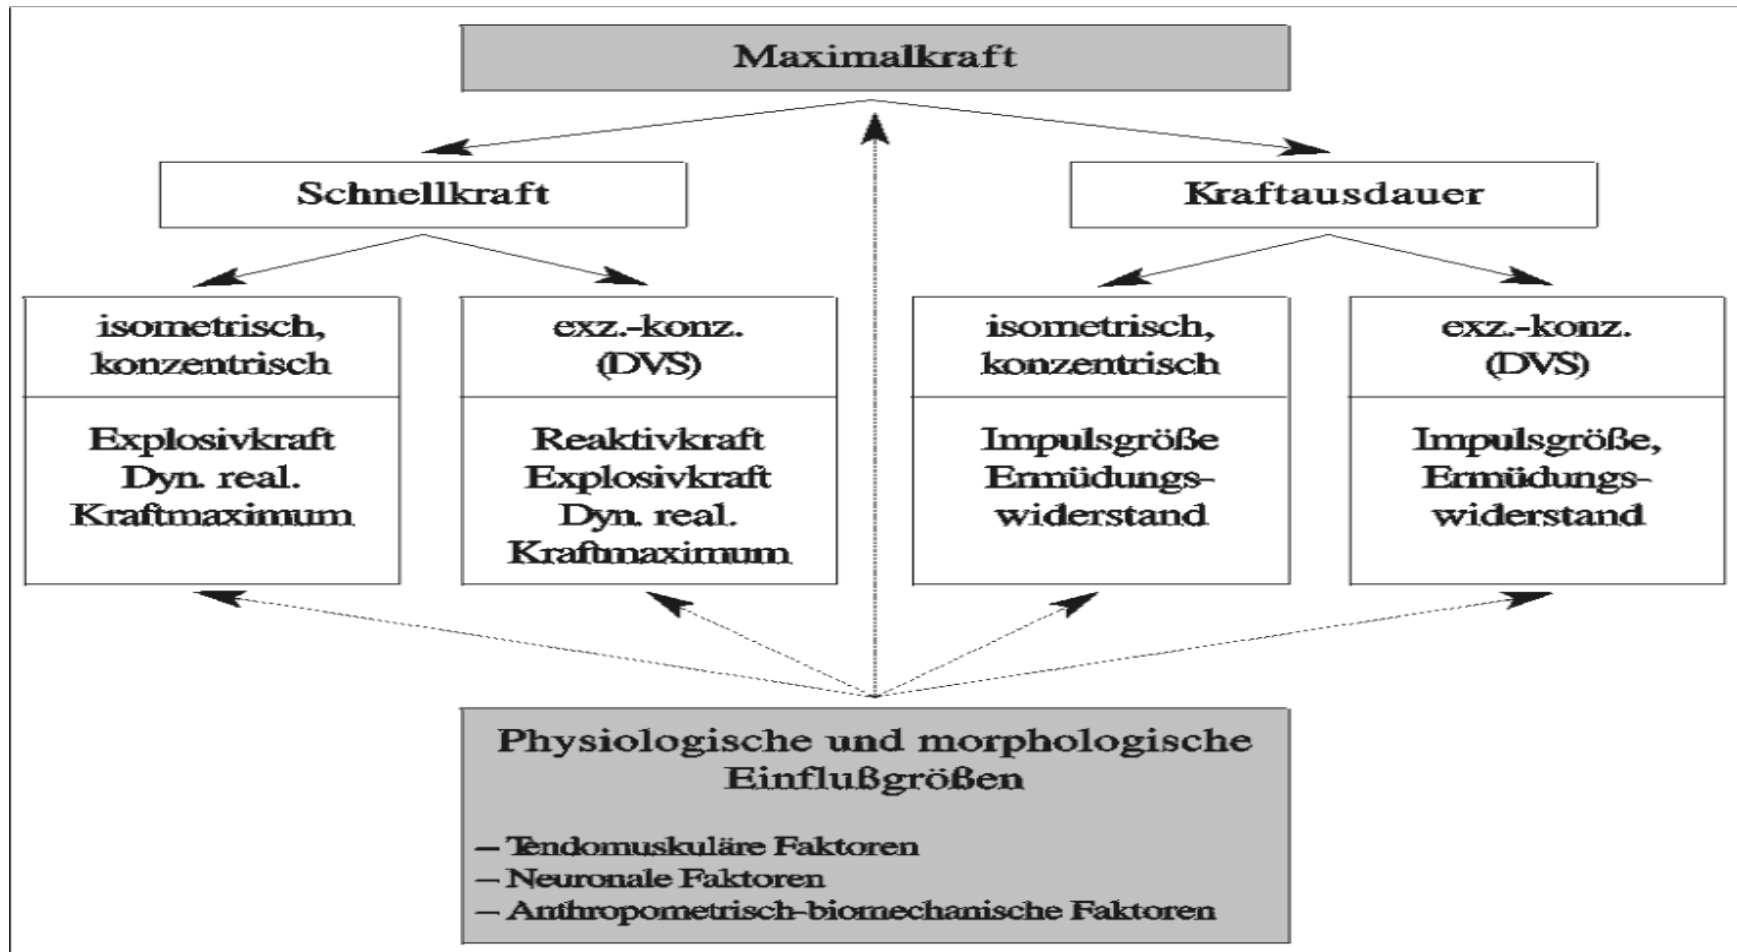 Maximalkraft
Schnellkraft
Kraftausdauer
isometrisch,
konzentrisch
Explosivkraft
Dyn. real.
Kraftmaximum
exz.-konz.
(DVS)
Reaktivkraft
Explosivkraft
Dyn. real.
Kraftmaximum
isometrisch,
konzentrisch
Impulsgröße
Ermüdungs-
widerstand
exz.-konz.
(DVS)
Impulsgröße,
Ermüdungs-
widerstand
Physiologische und morphologische
Einflußgrößen
– Tendomuskuläre Faktoren
– Neuronale Faktoren
– Anthropometrisch-biomechanische Faktoren